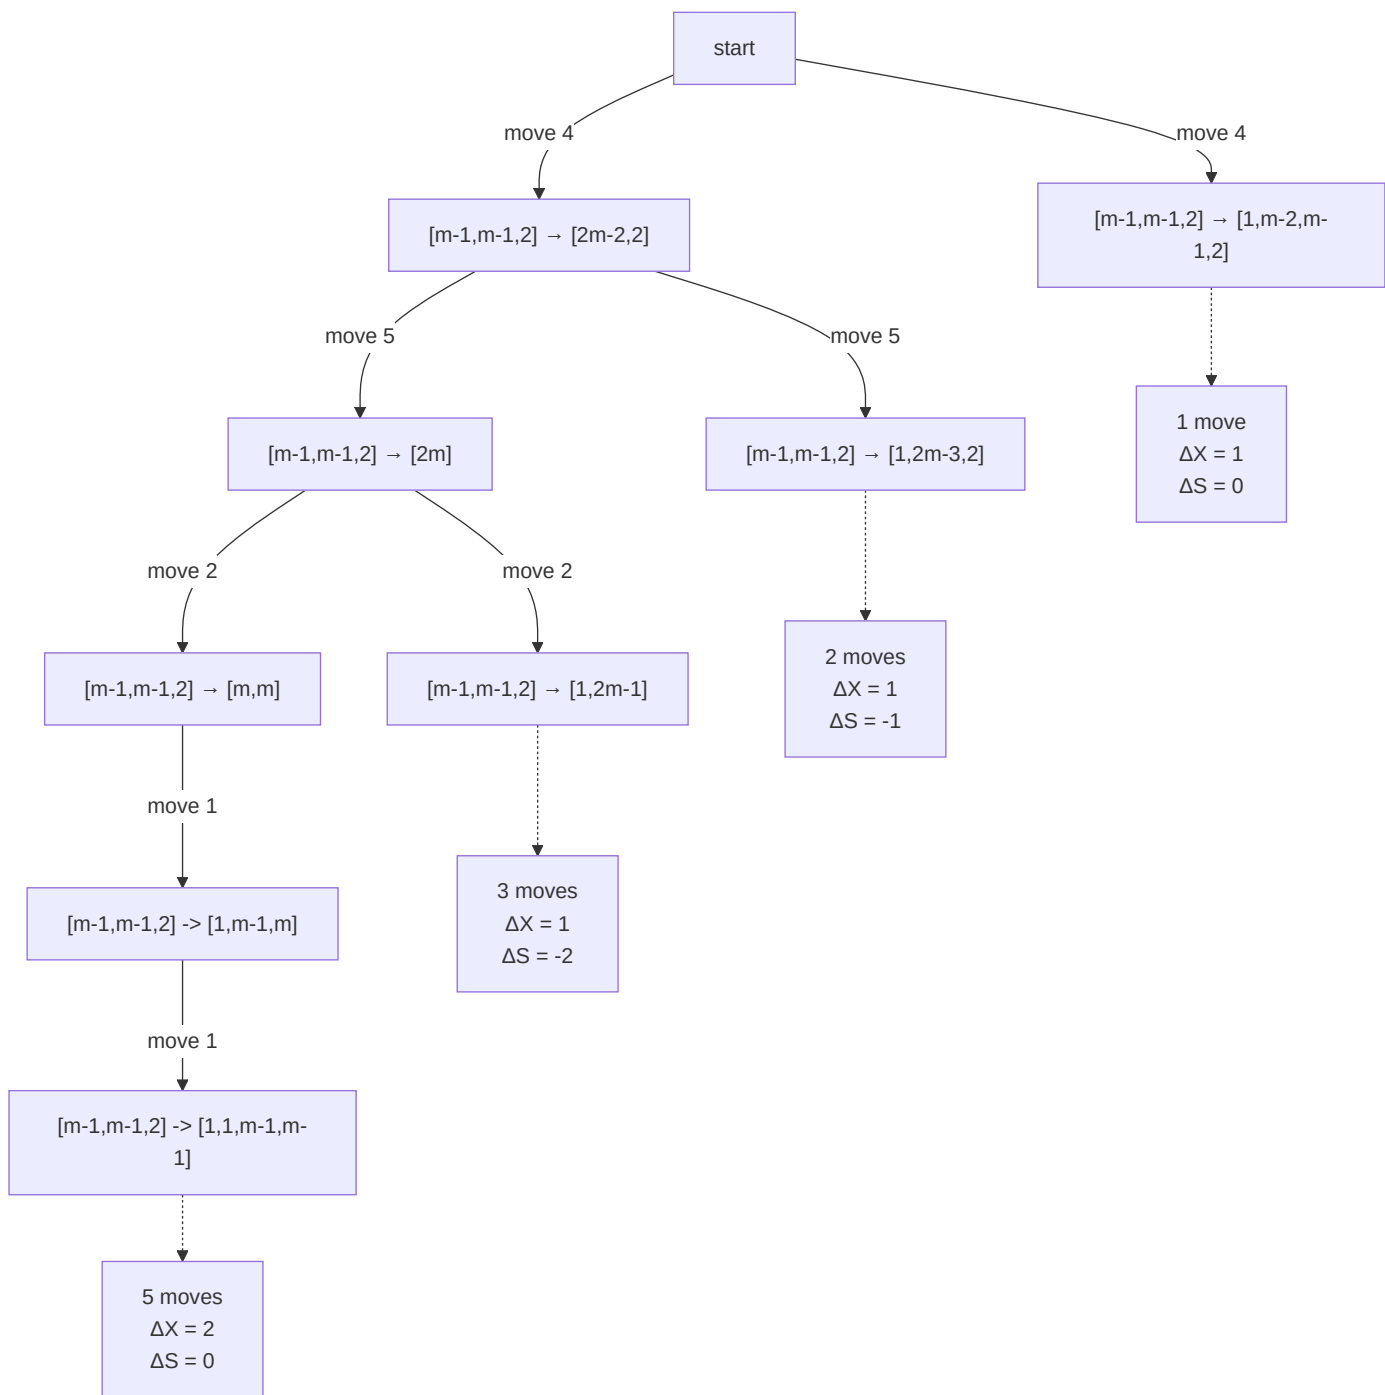 start
move 4
move 4
[m-1,m-1,2] → [2m-2,2]
[m-1,m-1,2] → [1,m-2,m-
1,2]
move 5
move 5
[m-1,m-1,2] → [2m]
[m-1,m-1,2] → [1,2m-3,2]
1 move
ΔX = 1
ΔS = 0
move 2
move 2
[m-1,m-1,2] → [m,m]
[m-1,m-1,2] → [1,2m-1]
2 moves
ΔX = 1
ΔS = -1
move 1
[m-1,m-1,2] -> [1,m-1,m]
3 moves
ΔX = 1
ΔS = -2
move 1
[m-1,m-1,2] -> [1,1,m-1,m-
1]
5 moves
ΔX = 2
ΔS = 0